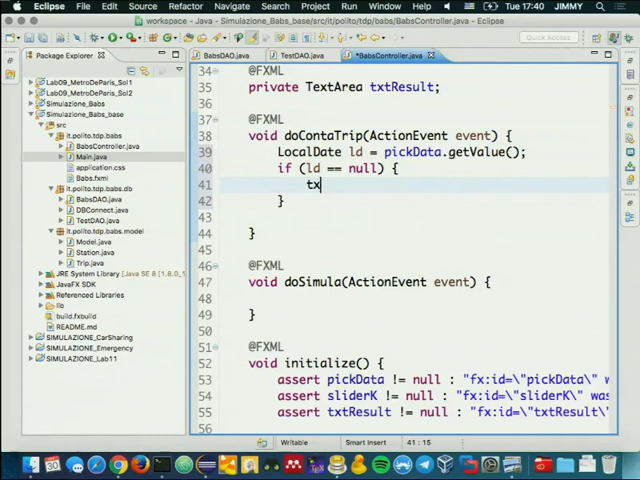 Eclipse File Edit Source Refactor Navigate Search Project Run Window Help Tue 17:40 JIMMY
workspace - Java - Simulazione_Babs_base/src/it/polito/tdp/babs/BabsController.java - Eclipse
Quick Access
Package Explorer
Lab09_MetroDeParis_Sol1
Lab09_MetroDeParis_Sol2
Simulazione_Babs
Simulazione_Babs_base
src
it.polito.tdp.babs
BabsController.java
Main.java
application.css
Babs.fxml
it.polito.tdp.babs.db
BabsDAO.java
DBConnect.java
TestDAO.java
it.polito.tdp.babs.model
Model.java
Station.java
Trip.java
JRE System Library [Java SE 8 [1.8.0_
JavaFX SDK
Referenced Libraries
lib
build.fxbuild
README.md
SIMULAZIONE_CarSharing
SIMULAZIONE_Emergency
SIMULAZIONE_Lab11
BabsDAO.java TestDAO.java *BabsController.java
34 @FXML
35 private TextArea txtResult;
36
37 @FXML
38 void doContaTrip(ActionEvent event) {
39 LocalDate ld = pickData.getValue();
40 if (ld == null) {
41 tx
42 }
43
44 }
45
46 @FXML
47 void doSimula(ActionEvent event) {
48
49 }
50
51 @FXML
52 void initialize() {
53 assert pickData != null : "fx:id=\"pickData\" w
54 assert sliderK != null : "fx:id=\"sliderK\" was
55 assert txtResult != null : "fx:id=\"txtResult\"
56
Writable Smart Insert 41 : 15